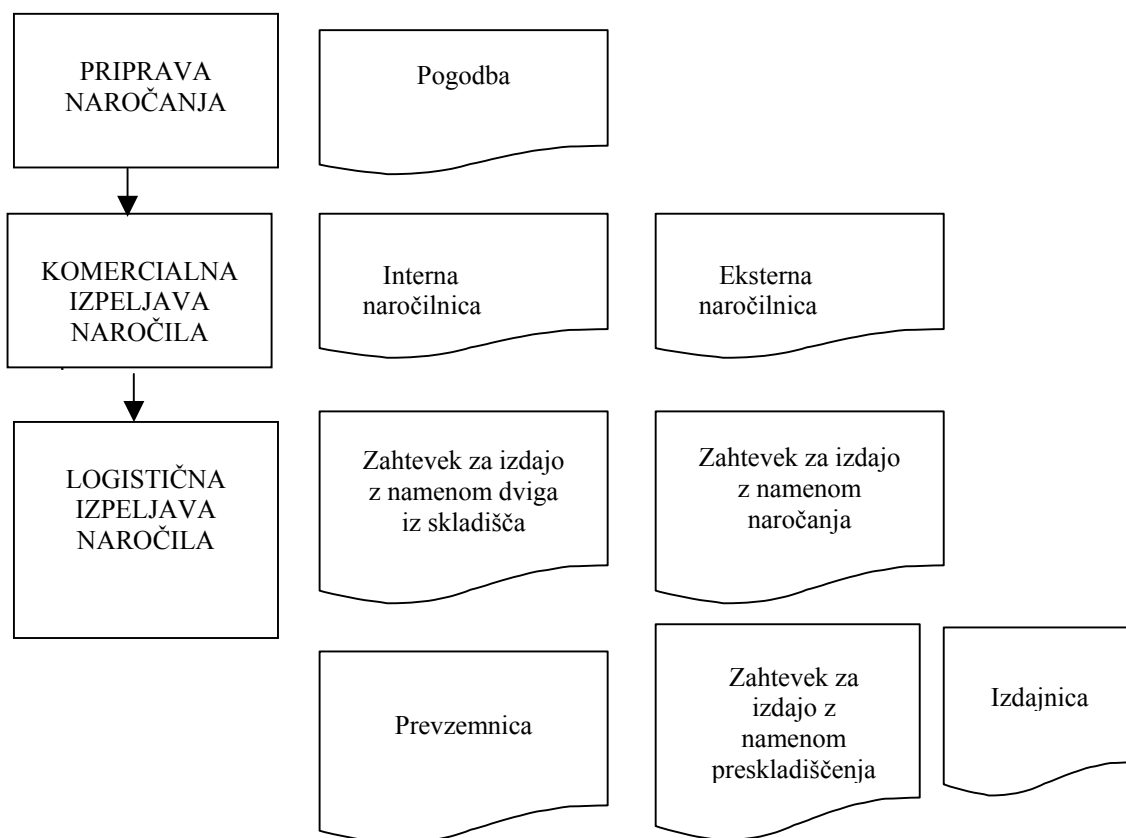 PRIPRAVA
NAROČANJA
Pogodba
KOMERCIALNA
IZPELJAVA
NAROČILA
Interna
naročilnica
Eksterna
naročilnica
LOGISTIČNA
IZPELJAVA
NAROČILA
Zahtevek za izdajo
z namenom dviga
iz skladišča
Zahtevek za izdajo
z namenom
naročanja
Prevzemnica
Zahtevek za
izdajo z
namenom
preskladiščenja
Izdajnica